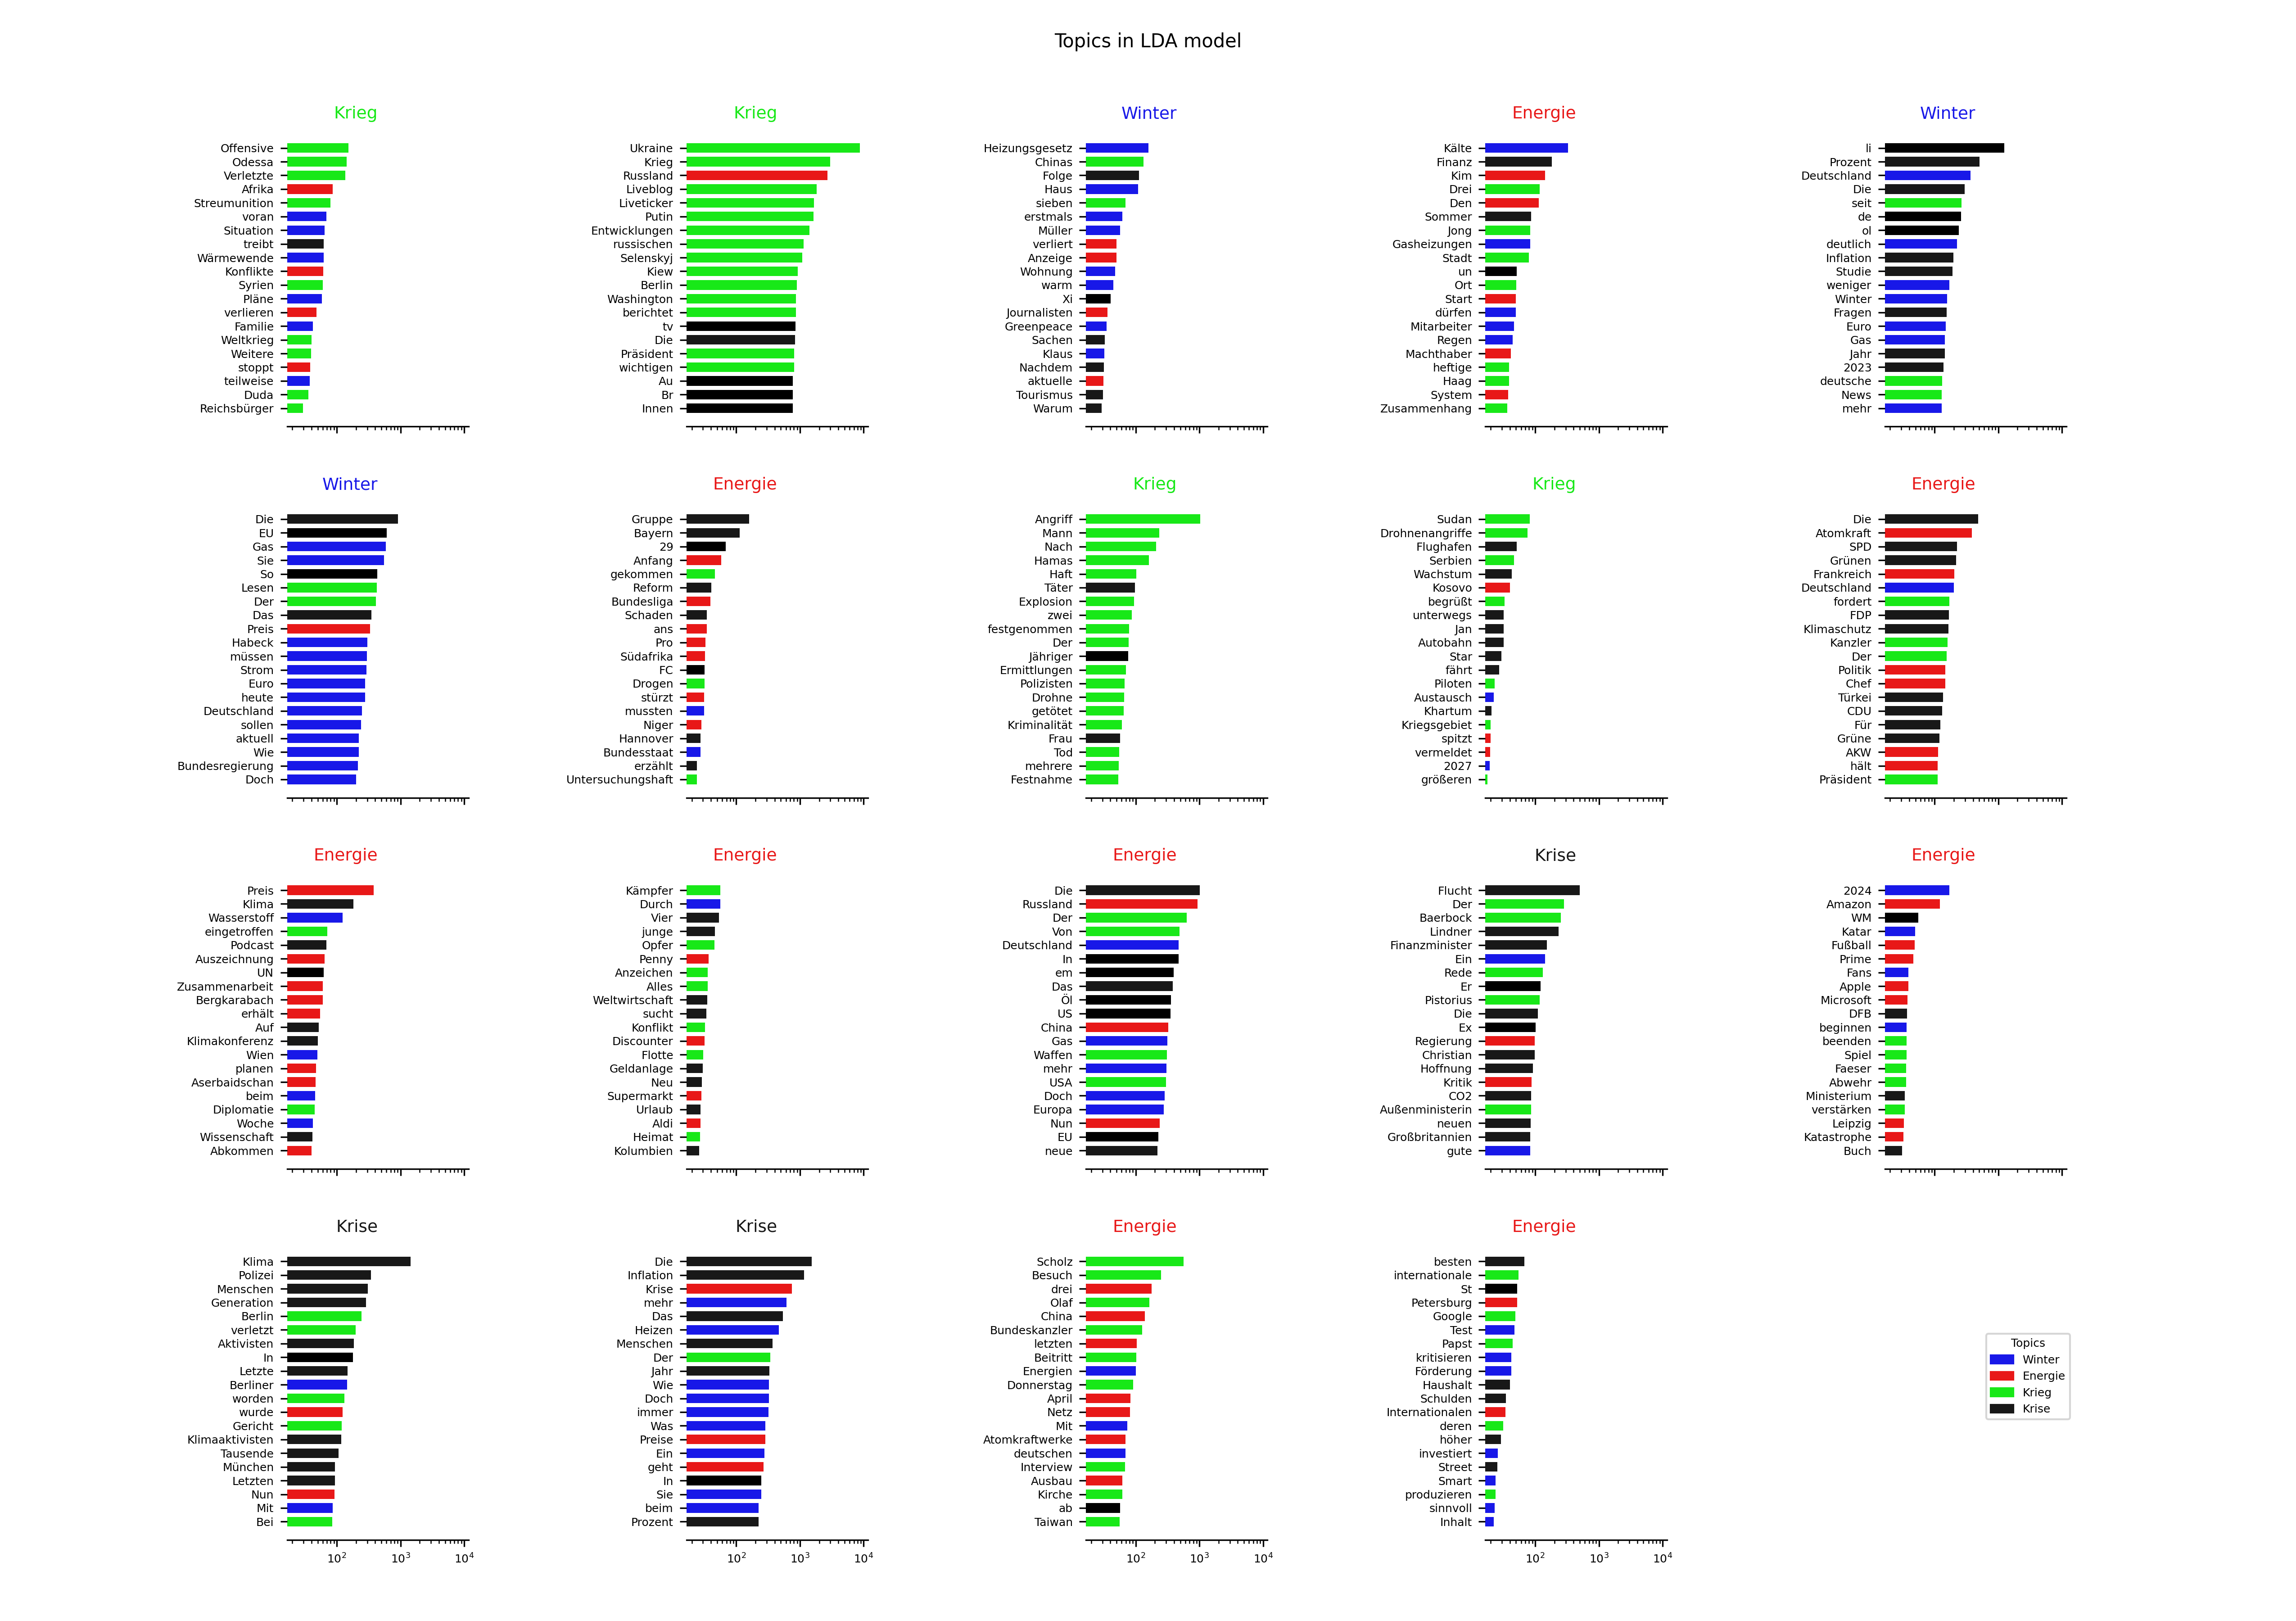 Topics in LDA model
Krieg
Offensive
Odessa
Verletzte
Afrika
Streumunition
voran
Situation
treibt
Wärmewende
Konflikte
Syrien
Pläne
verlieren
Familie
Weltkrieg
Weitere
stoppt
teilweise
Duda
Reichsbürger
Krieg
Ukraine
Krieg
Russland
Liveblog
Liveticker
Putin
Entwicklungen
russischen
Selenskyj
Kiew
Berlin
Washington
berichtet
tv
Die
Präsident
wichtigen
Au
Br
Innen
Winter
Heizungsgesetz
Chinas
Folge
Haus
sieben
erstmals
Müller
verliert
Anzeige
Wohnung
warm
Xi
Journalisten
Greenpeace
Sachen
Klaus
Nachdem
aktuelle
Tourismus
Warum
Energie
Kälte
Finanz
Kim
Drei
Den
Sommer
Jong
Gasheizungen
Stadt
un
Ort
Start
dürfen
Mitarbeiter
Regen
Machthaber
heftige
Haag
System
Zusammenhang
Winter
li
Prozent
Deutschland
Die
seit
de
ol
deutlich
Inflation
Studie
weniger
Winter
Fragen
Euro
Gas
Jahr
2023
deutsche
News
mehr
Winter
Die
EU
Gas
Sie
So
Lesen
Der
Das
Preis
Habeck
müssen
Strom
Euro
heute
Deutschland
sollen
aktuell
Wie
Bundesregierung
Doch
Energie
Gruppe
Bayern
29
Anfang
gekommen
Reform
Bundesliga
Schaden
ans
Pro
Südafrika
FC
Drogen
stürzt
mussten
Niger
Hannover
Bundesstaat
erzählt
Untersuchungshaft
Krieg
Angriff
Mann
Nach
Hamas
Haft
Täter
Explosion
zwei
festgenommen
Der
Jähriger
Ermittlungen
Polizisten
Drohne
getötet
Kriminalität
Frau
Tod
mehrere
Festnahme
Krieg
Sudan
Drohnenangriffe
Flughafen
Serbien
Wachstum
Kosovo
begrüßt
unterwegs
Jan
Autobahn
Star
fährt
Piloten
Austausch
Khartum
Kriegsgebiet
spitzt
vermeldet
2027
größeren
Energie
Die
Atomkraft
SPD
Grünen
Frankreich
Deutschland
fordert
FDP
Klimaschutz
Kanzler
Der
Politik
Chef
Türkei
CDU
Für
Grüne
AKW
hält
Präsident
Energie
Preis
Klima
Wasserstoff
eingetroffen
Podcast
Auszeichnung
UN
Zusammenarbeit
Bergkarabach
erhält
Auf
Klimakonferenz
Wien
planen
Aserbaidschan
beim
Diplomatie
Woche
Wissenschaft
Abkommen
Energie
Kämpfer
Durch
Vier
junge
Opfer
Penny
Anzeichen
Alles
Weltwirtschaft
sucht
Konflikt
Discounter
Flotte
Geldanlage
Neu
Supermarkt
Urlaub
Aldi
Heimat
Kolumbien
Energie
Die
Russland
Der
Von
Deutschland
In
em
Das
Öl
US
China
Gas
Waffen
mehr
USA
Doch
Europa
Nun
EU
neue
Krise
Flucht
Der
Baerbock
Lindner
Finanzminister
Ein
Rede
Er
Pistorius
Die
Ex
Regierung
Christian
Hoffnung
Kritik
CO2
Außenministerin
neuen
Großbritannien
gute
Energie
2024
Amazon
WM
Katar
Fußball
Prime
Fans
Apple
Microsoft
DFB
beginnen
beenden
Spiel
Faeser
Abwehr
Ministerium
verstärken
Leipzig
Katastrophe
Buch
Krise
Klima
Polizei
Menschen
Generation
Berlin
verletzt
Aktivisten
In
Letzte
Berliner
worden
wurde
Gericht
Klimaaktivisten
Tausende
München
Letzten
Nun
Mit
Bei
10² 10³ 10⁴
Krise
Die
Inflation
Krise
mehr
Das
Heizen
Menschen
Der
Jahr
Wie
Doch
immer
Was
Preise
Ein
geht
In
Sie
beim
Prozent
10² 10³ 10⁴
Energie
Scholz
Besuch
drei
Olaf
China
Bundeskanzler
letzten
Beitritt
Energien
Donnerstag
April
Netz
Mit
Atomkraftwerke
deutschen
Interview
Ausbau
Kirche
ab
Taiwan
10² 10³ 10⁴
Energie
besten
internationale
St
Petersburg
Google
Test
Papst
kritisieren
Förderung
Haushalt
Schulden
Internationalen
deren
höher
investiert
Street
Smart
produzieren
sinnvoll
Inhalt
10² 10³ 10⁴
Topics
Winter
Energie
Krieg
Krise